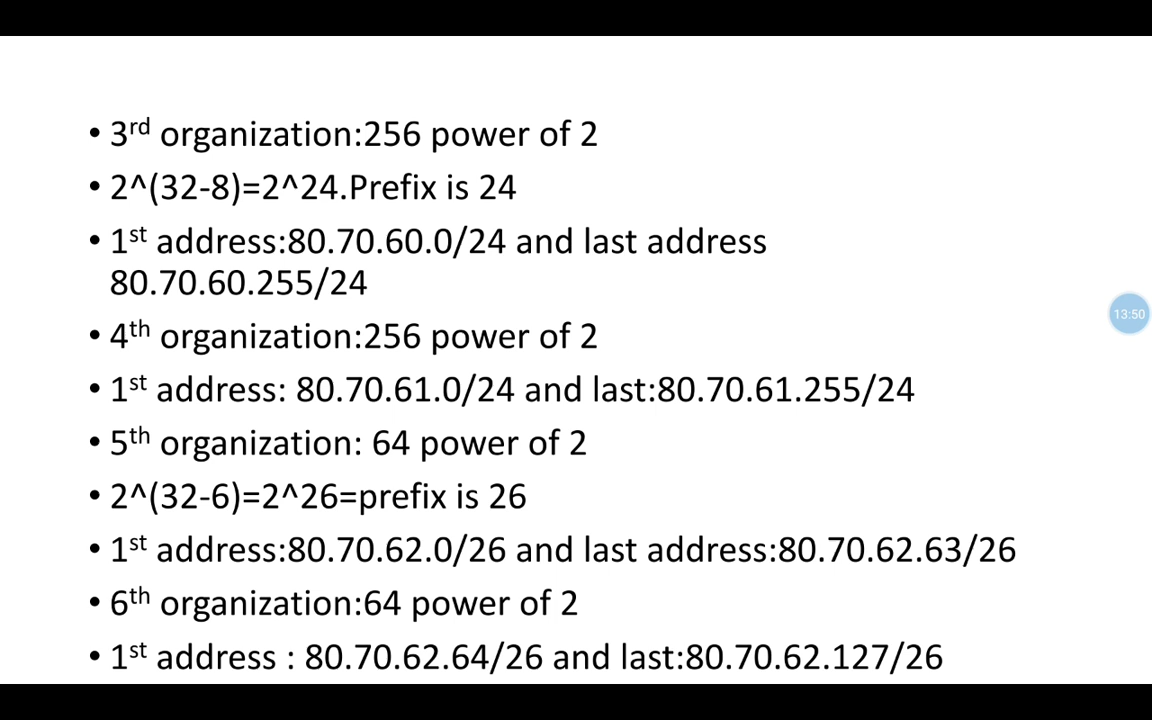 • 3rd organization:256 power of 2
• 2^(32-8)=2^24.Prefix is 24
• 1st address:80.70.60.0/24 and last address
80.70.60.255/24
• 4th organization:256 power of 2
• 1st address: 80.70.61.0/24 and last:80.70.61.255/24
13:50
• 5th organization: 64 power of 2
• 2^(32-6)=2^26=prefix is 26
• 1st address:80.70.62.0/26 and last address:80.70.62.63/26
• 6th organization:64 power of 2
• 1st address : 80.70.62.64/26 and last:80.70.62.127/26